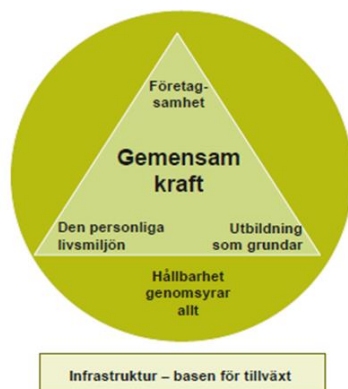 Företag-
samhet
Gemensam
kraft
Den personliga
livsmiljön
Utbildning
som grundar
Hållbarhet
genomsyrar
allt
Infrastruktur – basen för tillväxt